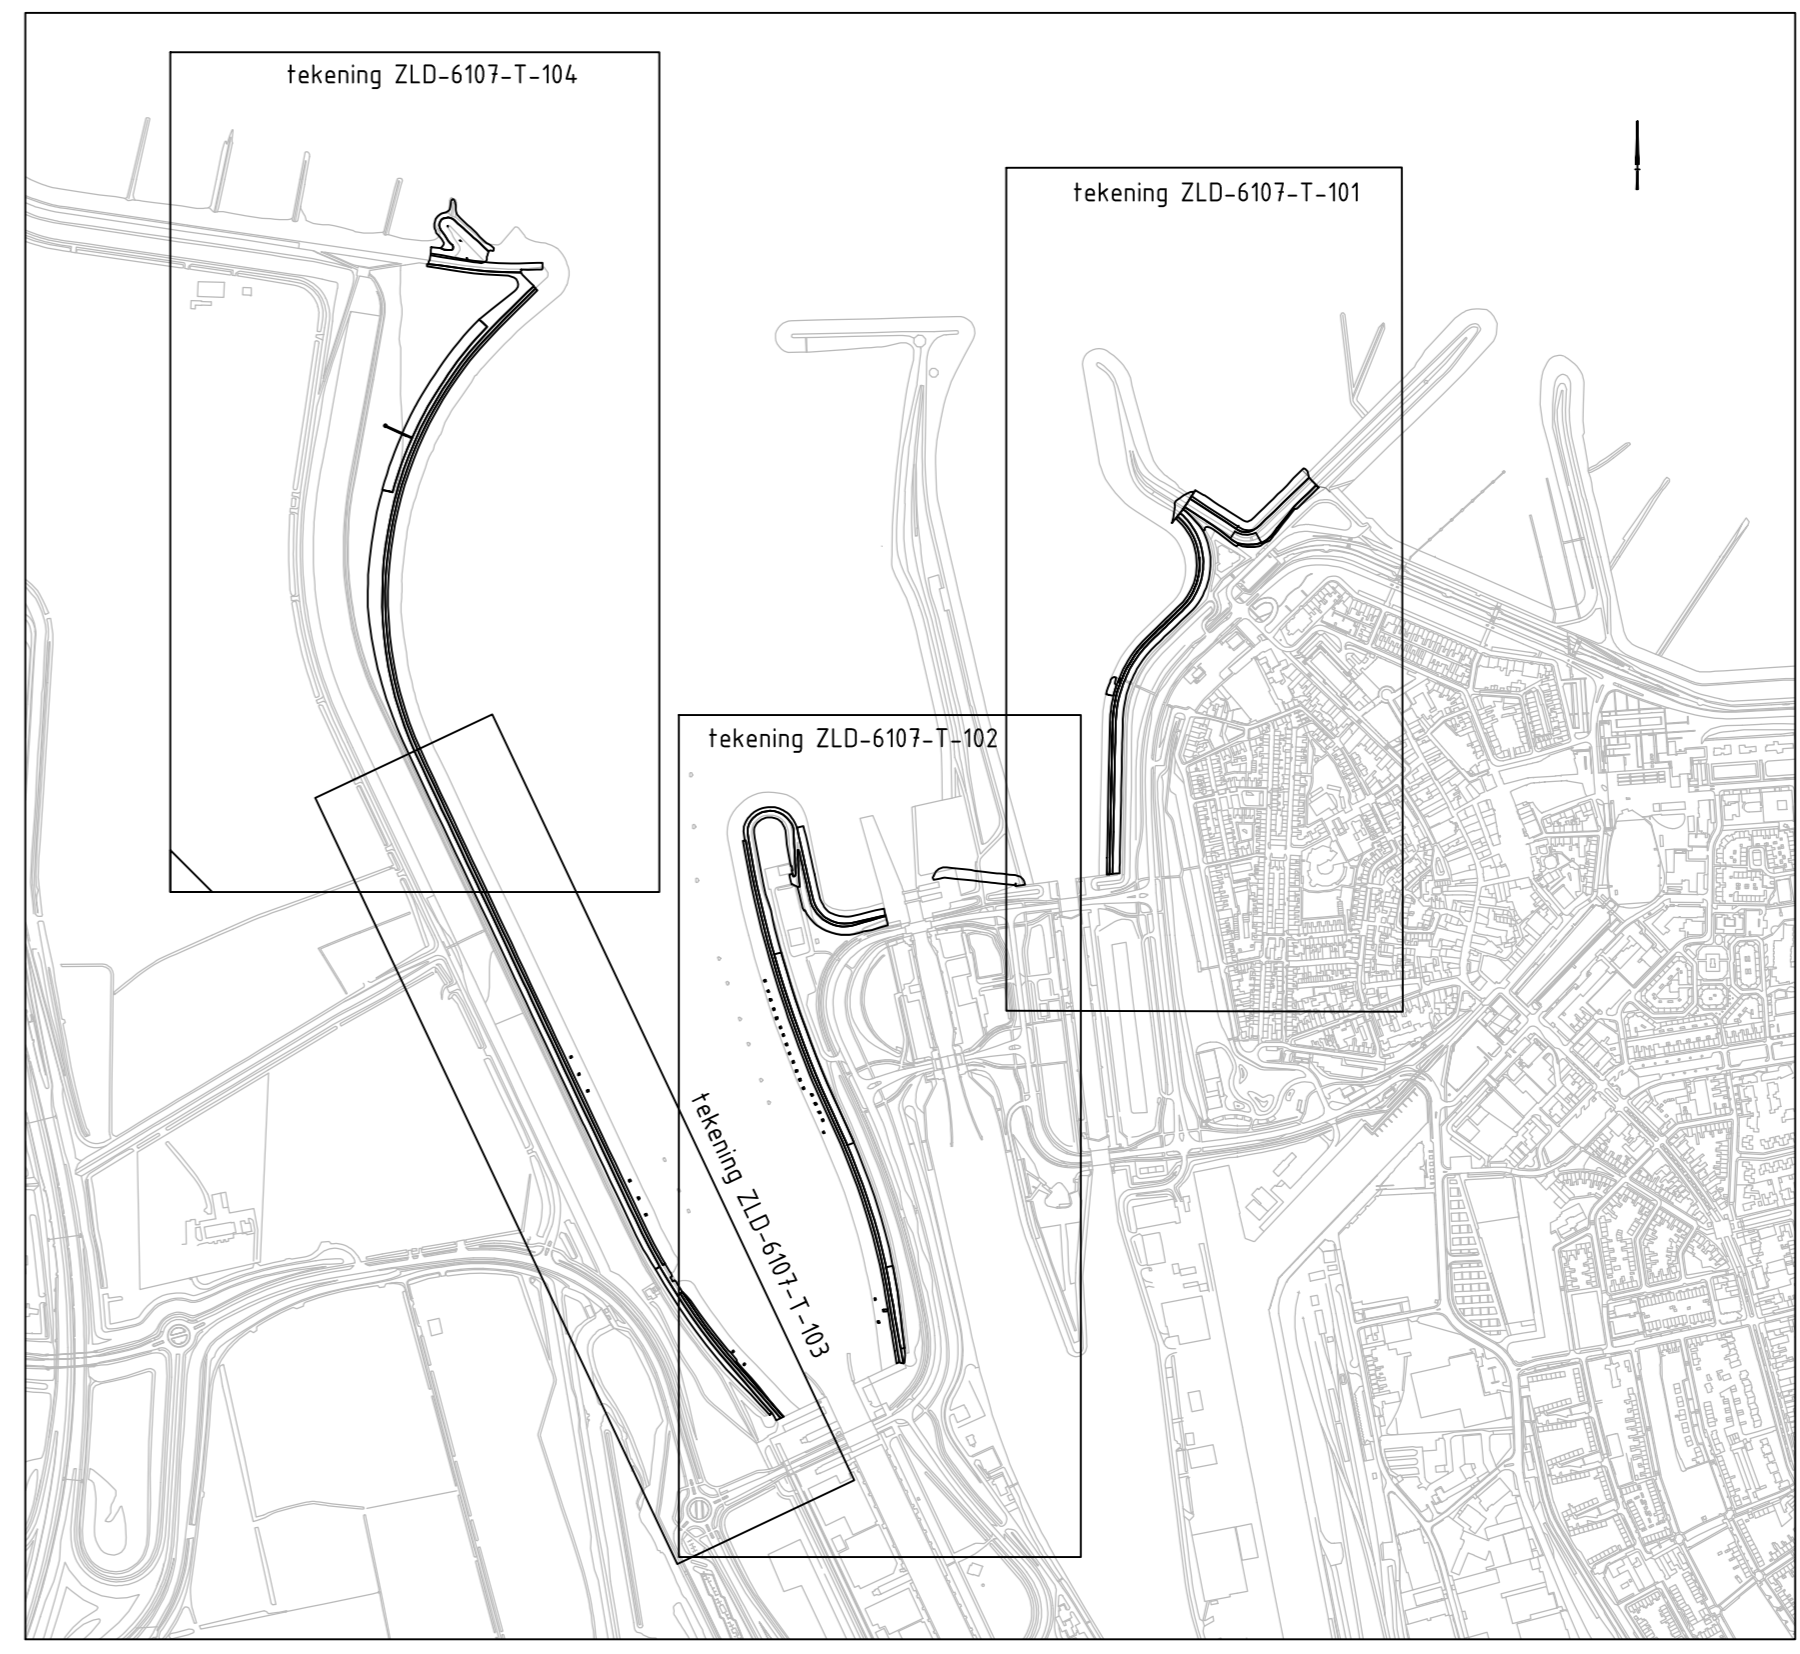 tekening ZLD-6107-T-104
tekening ZLD-6107-T-101
tekening ZLD-6107-T-102
tekening ZLD-6107-T-103